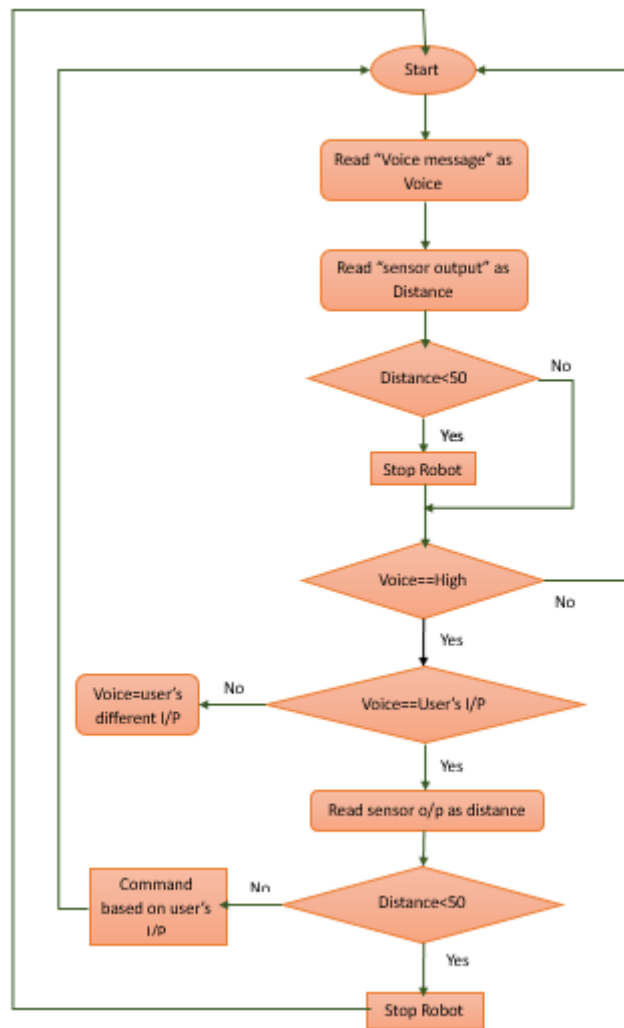 Start
Read “Voice message” as
Voice
Read “sensor output” as
Distance
Distance<50
No
Yes
Stop Robot
Voice==High
No
Yes
Voice==User's I/P
No
Voice=user's
different I/P
Yes
Read sensor o/p as distance
Distance<50
No
Command
based on user's
I/P
Yes
Stop Robot